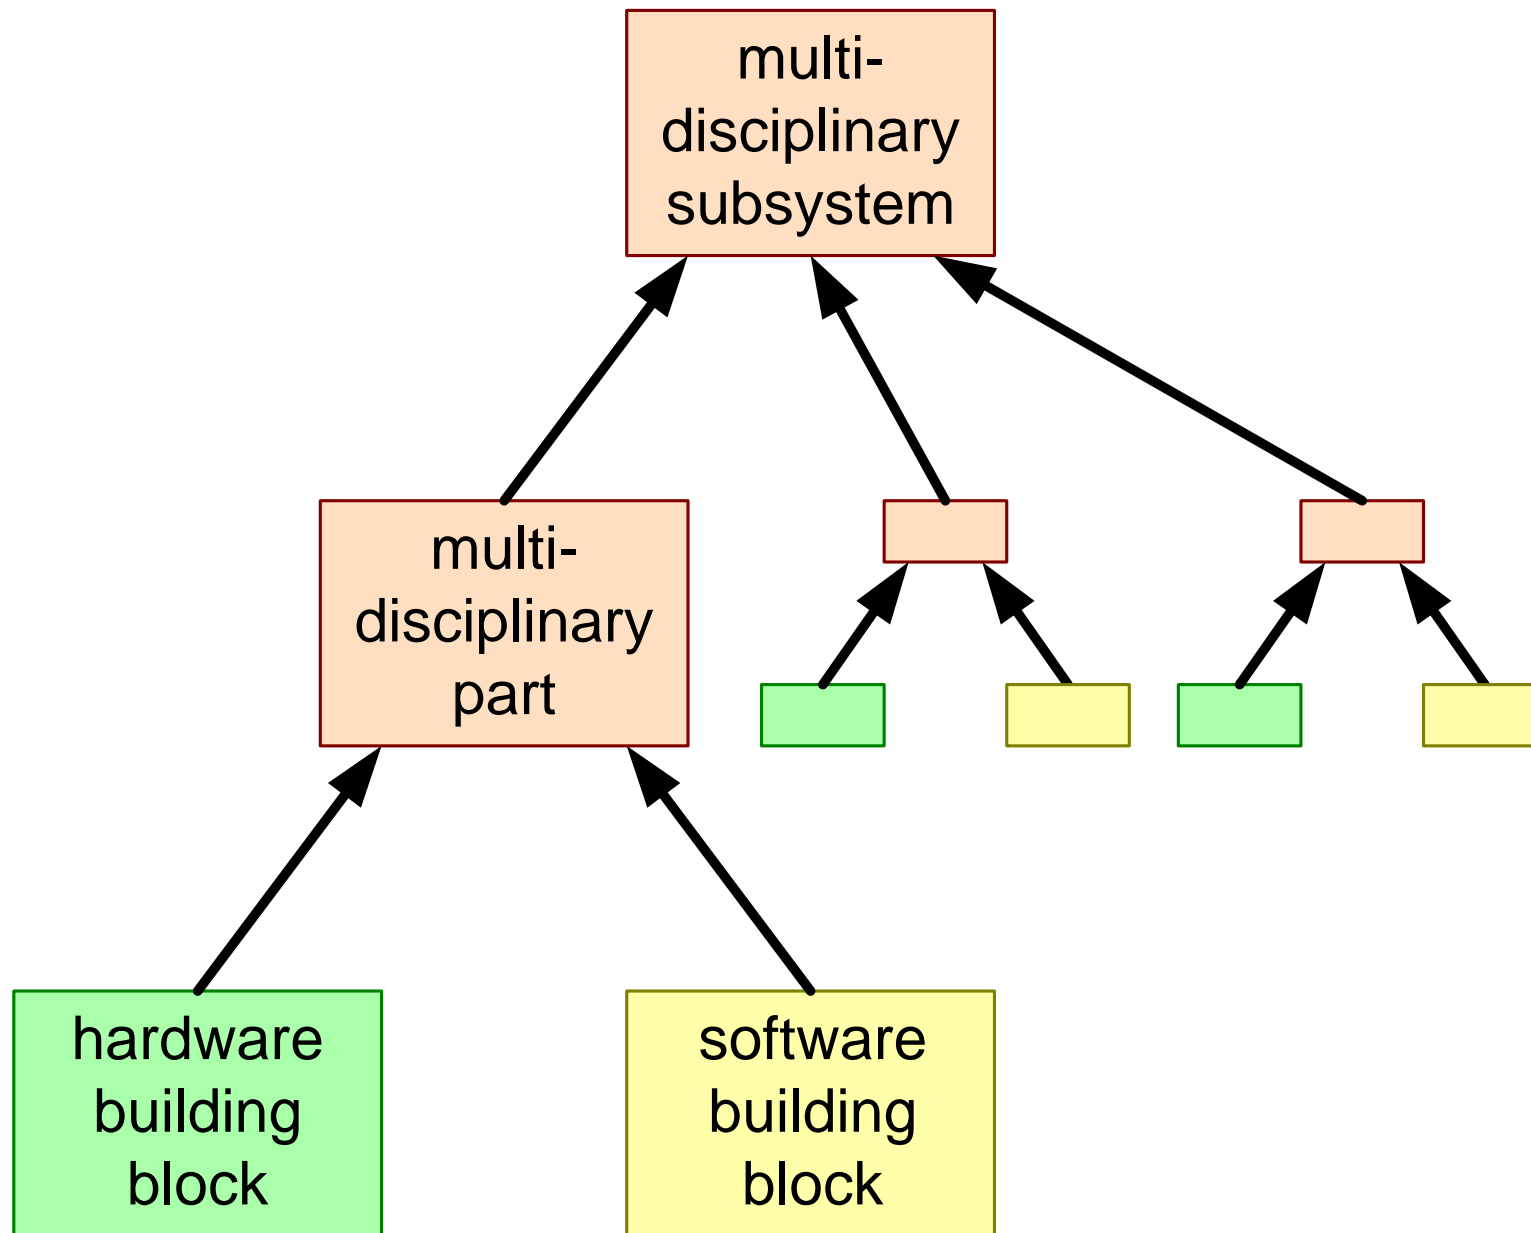 multi-
disciplinary
subsystem
multi-
disciplinary
part
hardware
building
block
software
building
block